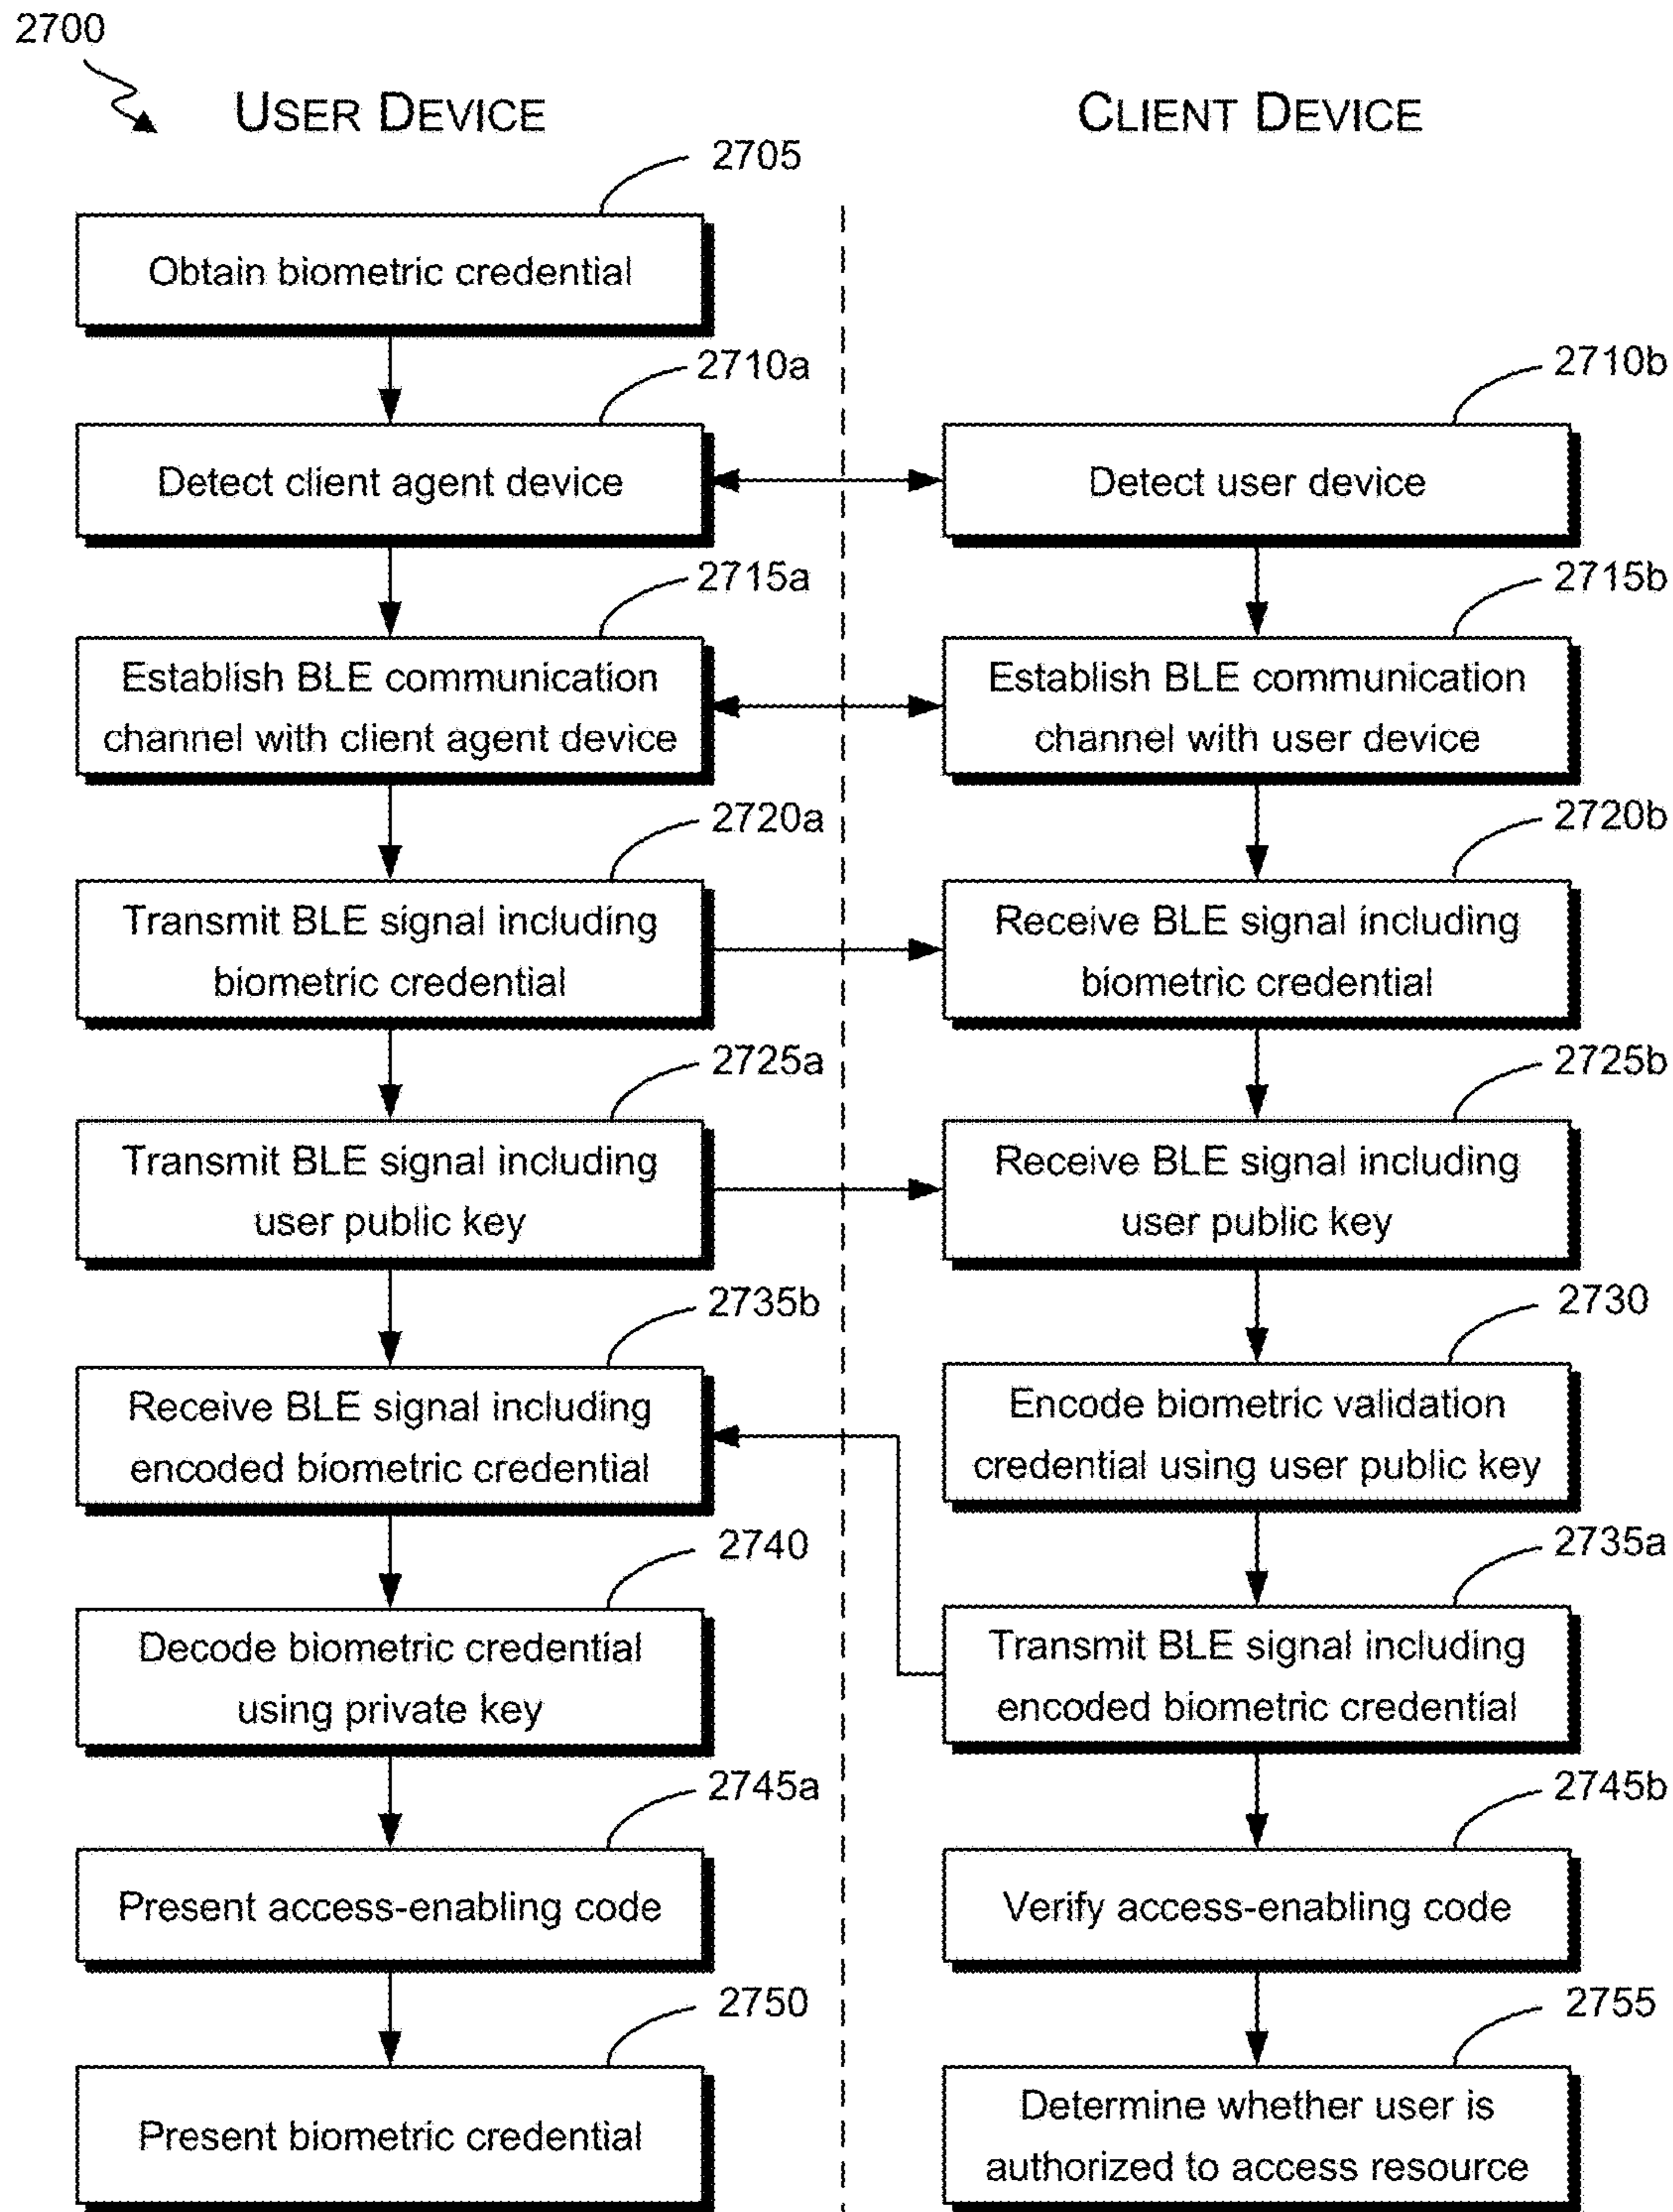 2700
USER DEVICE
CLIENT DEVICE
2705
Obtain biometric credential
2710a
2710b
Detect client agent device
Detect user device
2715a
2715b
Establish BLE communication
channel with client agent device
Establish BLE communication
channel with user device
2720a
2720b
Transmit BLE signal including
biometric credential
Receive BLE signal including
biometric credential
2725a
2725b
Transmit BLE signal including
user public key
Receive BLE signal including
user public key
2735b
2730
Receive BLE signal including
encoded biometric credential
Encode biometric validation
credential using user public key
2740
2735a
Decode biometric credential
using private key
Transmit BLE signal including
encoded biometric credential
2745a
2745b
Present access-enabling code
Verify access-enabling code
2750
2755
Present biometric credential
Determine whether user is
authorized to access resource